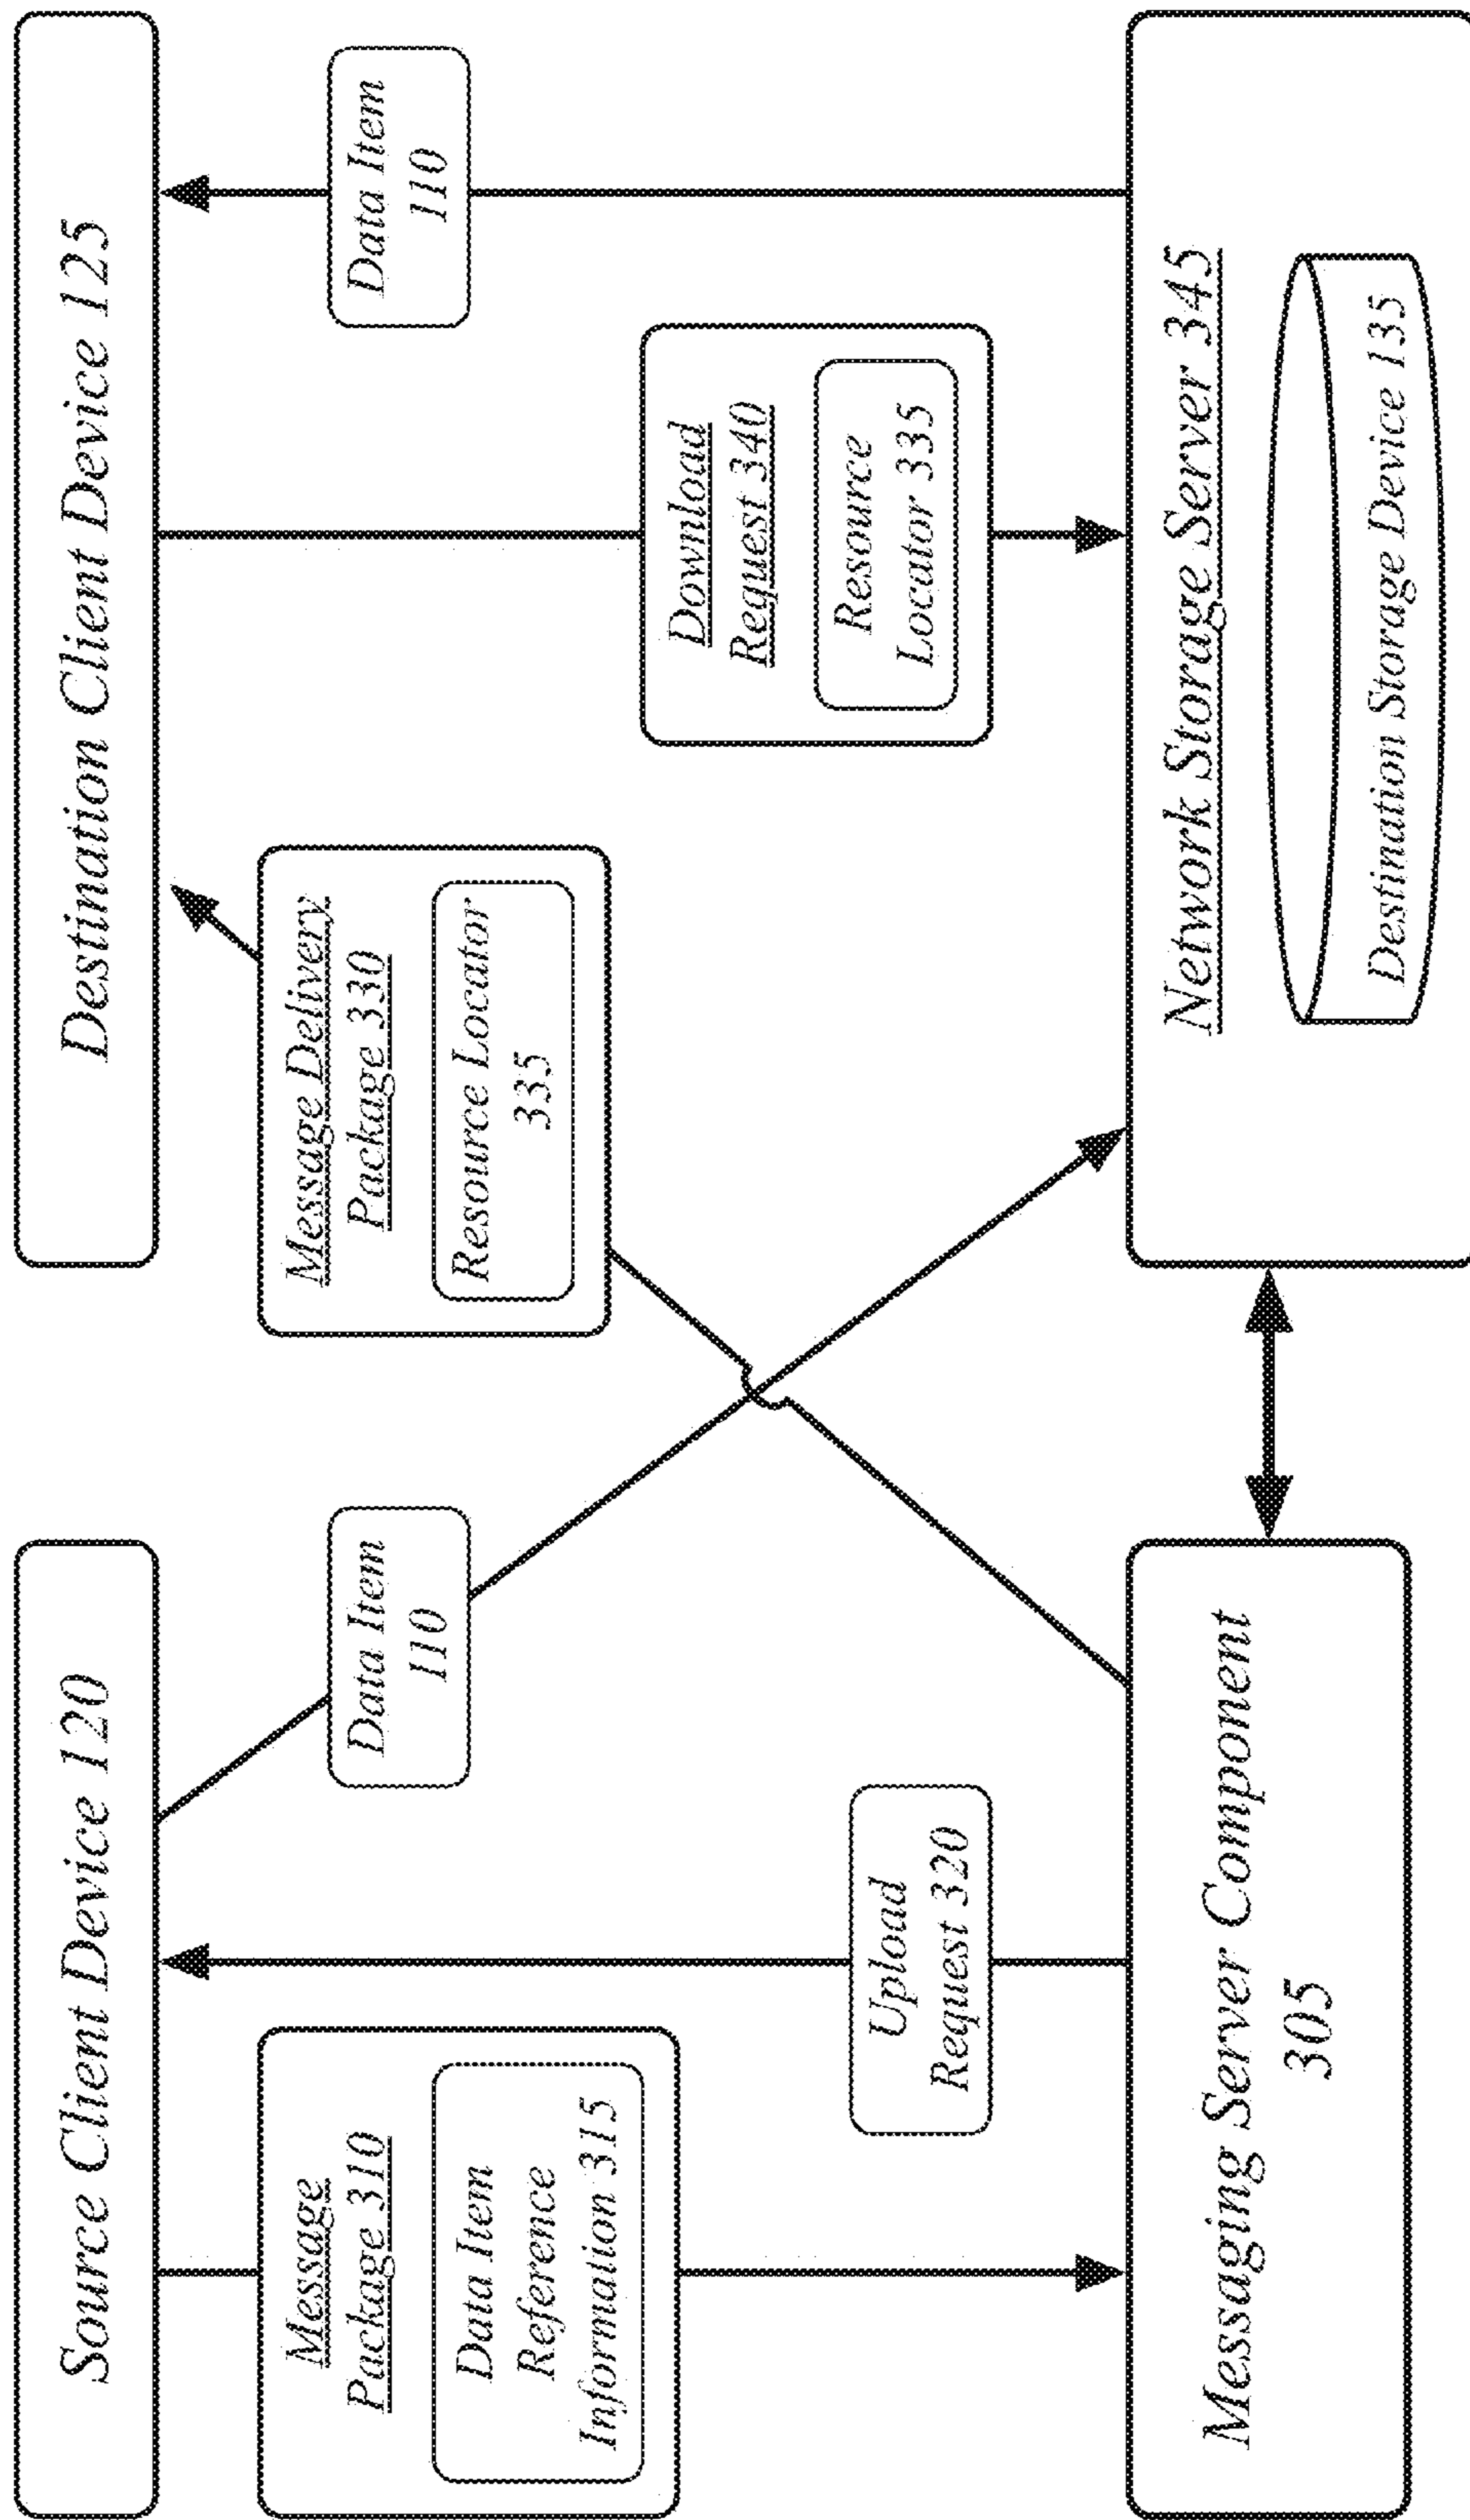 Source Client Device 120
Destination Client Device 125
Message
Package 310
Data Item
Reference
Information 315
Upload
Request 320
Data Item
110
Message Delivery
Package 330
Resource Locator
335
Download
Request 340
Resource
Locator 335
Data Item
110
Messaging Server Component
305
Network Storage Server 345
Destination Storage Device 135